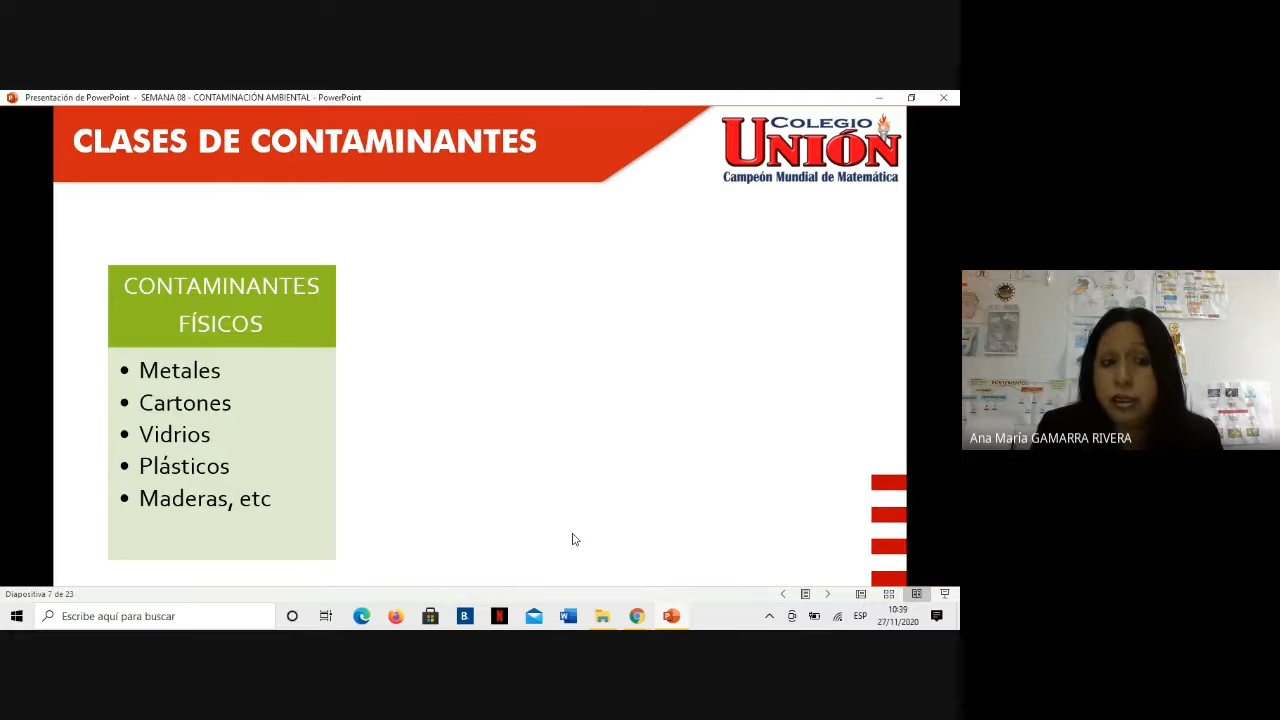 Presentación de PowerPoint - SEMANA 08 - CONTAMINACIÓN AMBIENTAL - PowerPoint
CLASES DE CONTAMINANTES
COLEGIO
UNIÓN
Campeón Mundial de Matemática
CONTAMINANTES
FÍSICOS
• Metales
• Cartones
• Vidrios
• Plásticos
• Maderas, etc
Ana María GAMARRA RIVERA
Diapositiva 7 de 23
Escribe aquí para buscar
B.
N
W
P
ESP
10:39
27/11/2020